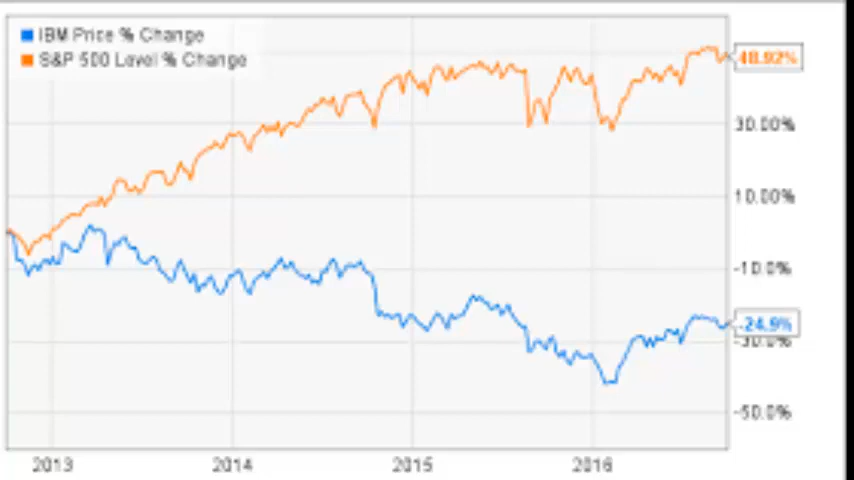 IBM Price % Change
S&P 500 Level % Change
48.92%
30.00%
10.00%
-10.0%
-24.9%
-30.0%
-50.0%
2013 2014 2015 2016